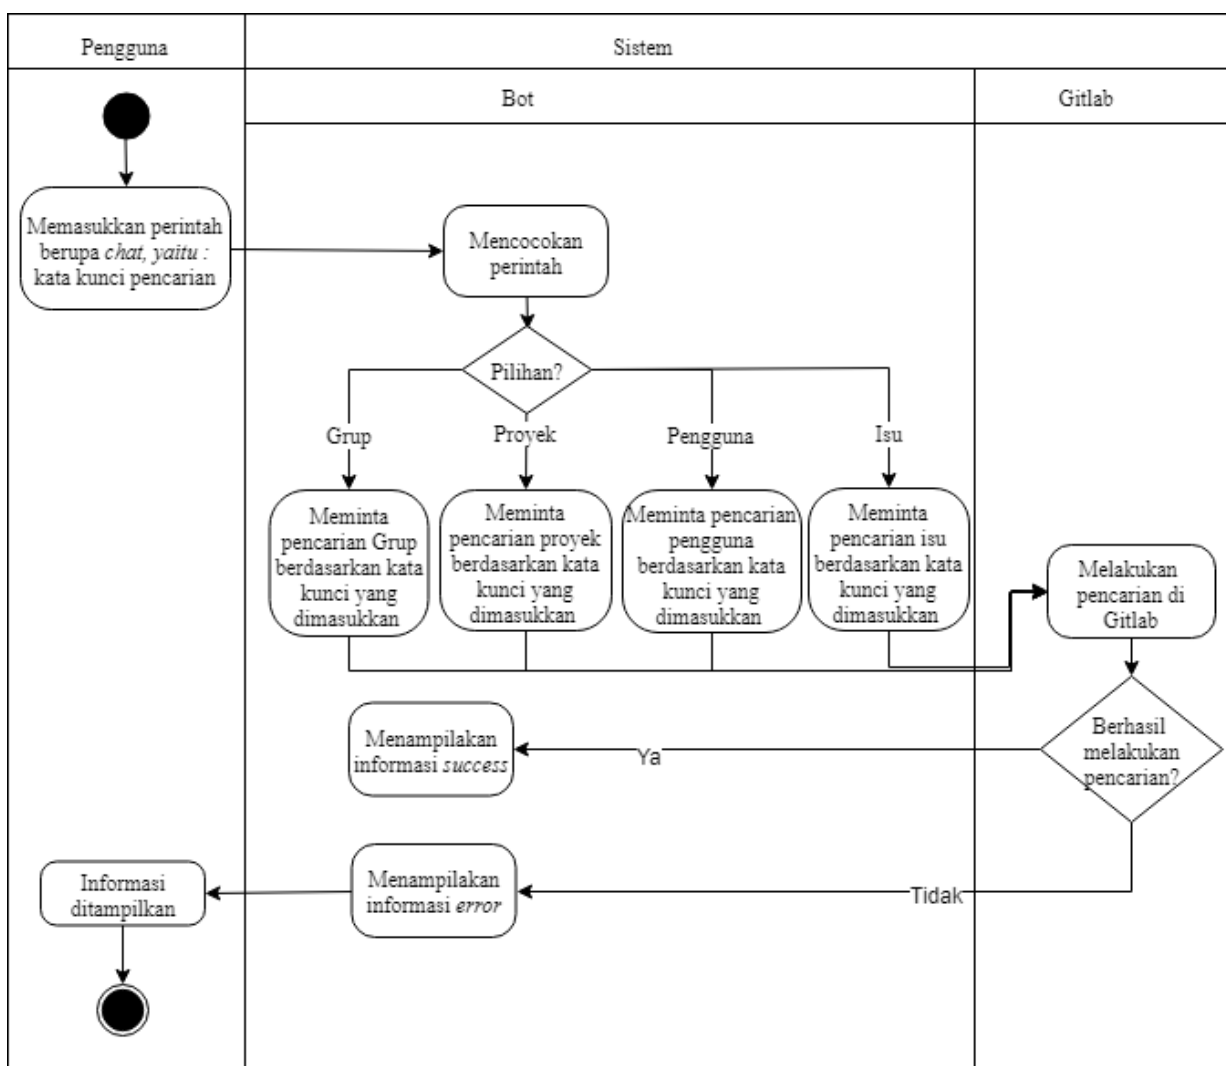 Pengguna
Sistem
Bot
Gitlab
Memasukkan perintah
berupa chat, yaitu :
kata kunci pencarian
Mencocokan
perintah
Pilihan?
Grup
Proyek
Pengguna
Isu
Meminta
pencarian Grup
berdasarkan kata
kunci yang
dimasukkan
Meminta
pencarian proyek
berdasarkan kata
kunci yang
dimasukkan
Meminta pencarian
pengguna
berdasarkan kata
kunci yang
dimasukkan
Meminta
pencarian isu
berdasarkan kata
kunci yang
dimasukkan
Melakukan
pencarian di
Gitlab
Berhasil
melakukan
pencarian?
Ya
Menampilakan
informasi success
Tidak
Menampilakan
informasi error
Informasi
ditampilkan